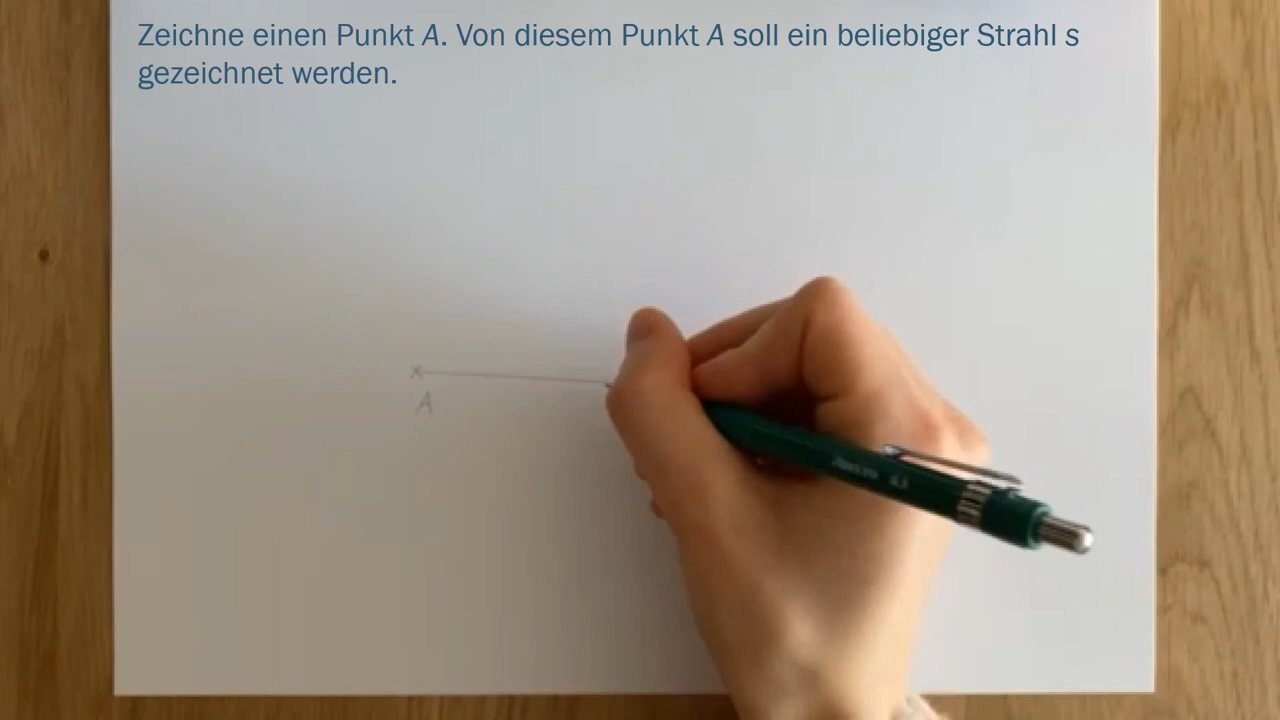 Zeichne einen Punkt A. Von diesem Punkt A soll ein beliebiger Strahl s
gezeichnet werden.
A